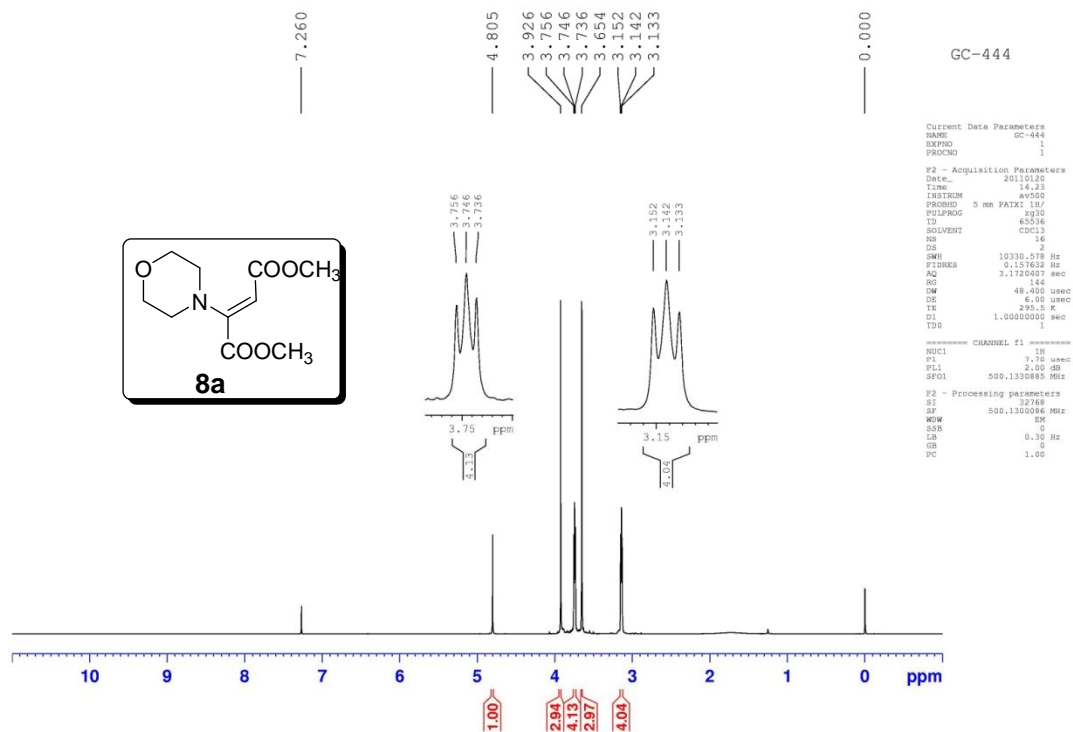 7.260
4.805
3.926
3.756
3.746
3.736
3.654
3.152
3.142
3.133
0.000
GC-444
Current Data Parameters
NAME GC-444
EXPNO 1
PROCNO 1
F2 - Acquisition Parameters
Date_ 20110120
Time 14.23
INSTRUM av500
PROBHD 5 mm PATXI 1H/
PULPROG zg30
TD 65536
SOLVENT CDCl3
NS 16
DS 2
SWH 10330.578 Hz
FIDRES 0.157632 Hz
AQ 3.1720407 sec
RG 144
DW 48.400 usec
DE 6.00 usec
TE 295.5 K
D1 1.00000000 sec
TD0 1
======== CHANNEL f1 ========
NUC1 1H
P1 7.70 usec
PL1 2.00 dB
SFO1 500.1330885 MHz
F2 - Processing parameters
SI 32768
SF 500.1300086 MHz
WDW EM
SSB 0
LB 0.30 Hz
GB 0
PC 1.00
3.756
3.746
3.736
3.152
3.142
3.133
O
COOCH3
N
COOCH3
8a
3.75 ppm
4.13
3.15 ppm
4.04
10 9 8 7 6 5 4 3 2 1 0 ppm
1.00
2.94
4.13
2.97
4.04